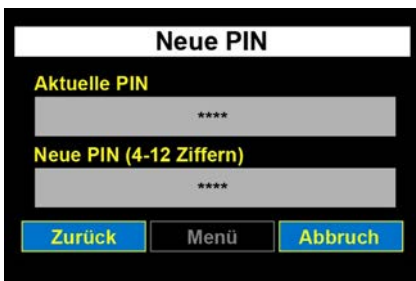 Neue PIN
Aktuelle PIN
****
Neue PIN (4-12 Ziffern)
****
Zurück Menü Abbruch